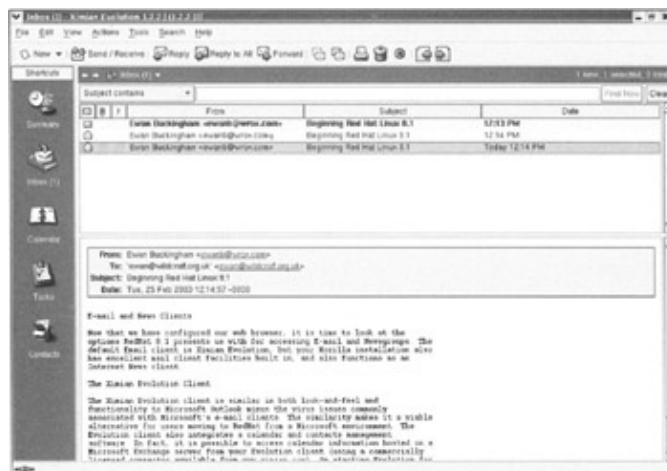 Inbox (1) - Ximian Evolution 1.2.2
File Edit View Actions Tools Search Help
New Send / Receive Reply Reply to All Forward
Shortcuts Inbox (1) 1 new, 1 selected, 3 total
Subject contains Find Now Clear
From Subject Date
Ewan Buckingham <ewanb@wrox.com> Beginning Red Hat Linux 8.1 12:13 PM
Ewan Buckingham <ewanb@wrox.com> Beginning Red Hat Linux 8.1 12:14 PM
Ewan Buckingham <ewanb@wrox.com> Beginning Red Hat Linux 8.1 Today 12:14 PM
Summary
Inbox (1)
Calendar
Tasks
Contacts
From: Ewan Buckingham <ewanb@wrox.com>
To:
Subject: Beginning Red Hat Linux 8.1
Date: Tue, 25 Feb 2003 12:14:57 -0000
E-mail and News Clients
Now that we have configured our web browser, it is time to look at the
options RedHat 8.1 presents us with for accessing E-mail and Newsgroups. The
default Email client is Ximian Evolution, but your Mozilla installation also
has excellent mail client facilities built in, and also functions as an
Internet News client.
The Ximian Evolution Client
The Ximian Evolution client is similar in both look-and-feel and
functionality to Microsoft Outlook minus the virus issues commonly
associated with Microsoft's e-mail clients. The similarity makes it a viable
alternative for users moving to RedHat from a Microsoft environment. The
Evolution client also integrates a calendar and contacts management
software. In fact, it is possible to access calendar information hosted on a
Microsoft Exchange server from your Evolution client (using a commercially